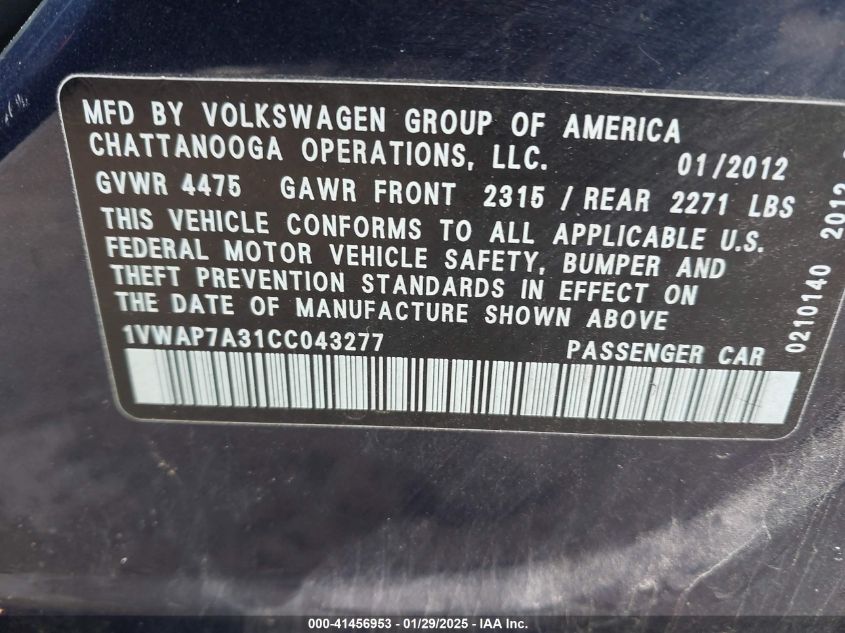 MFD BY VOLKSWAGEN GROUP OF AMERICA
CHATTANOOGA OPERATIONS, LLC. 01/2012
GVWR 4475 GAWR FRONT 2315 / REAR 2271 LBS
THIS VEHICLE CONFORMS TO ALL APPLICABLE U.S.
FEDERAL MOTOR VEHICLE SAFETY, BUMPER AND
THEFT PREVENTION STANDARDS IN EFFECT ON
THE DATE OF MANUFACTURE SHOWN ABOVE
1VWAP7A31CC043277 PASSENGER CAR
0210140 2012
000-41456953 - 01/29/2025 - IAA Inc.